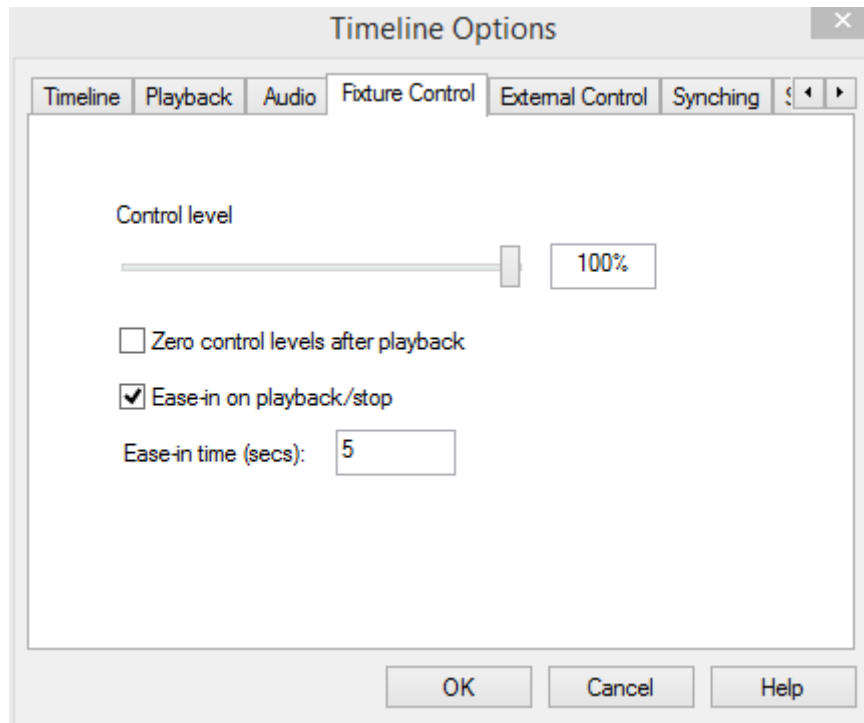 Timeline Options
Timeline Playback Audio Fixture Control External Control Synching
Control level
100%
Zero control levels after playback
Ease-in on playback/stop
Ease-in time (secs): 5
OK Cancel Help